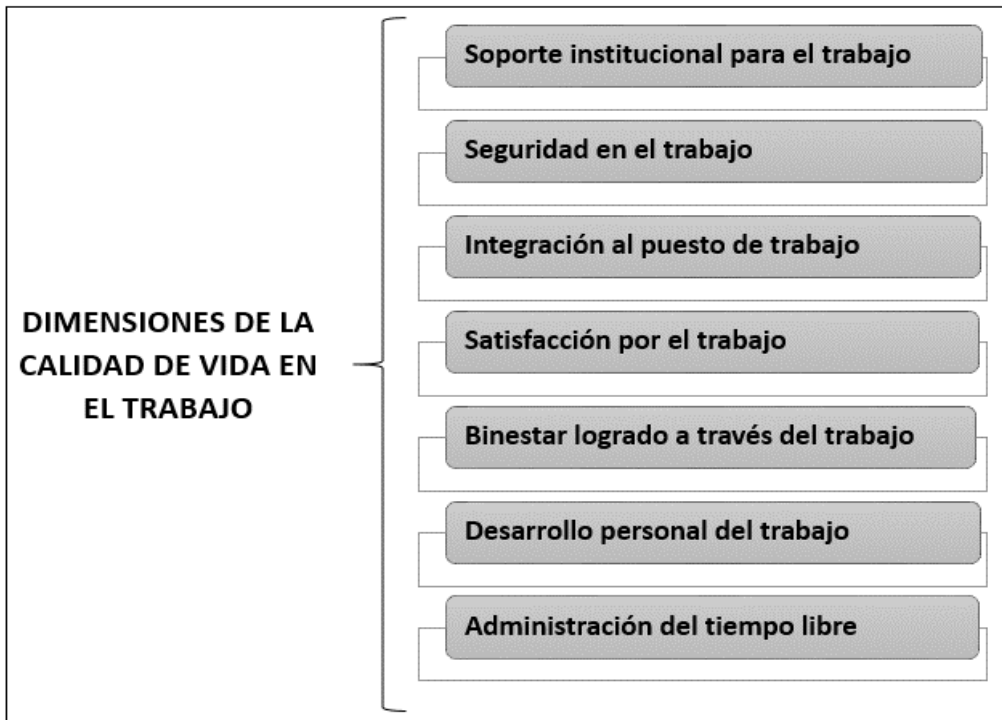 DIMENSIONES DE LA
CALIDAD DE VIDA EN
EL TRABAJO
Soporte institucional para el trabajo
Seguridad en el trabajo
Integración al puesto de trabajo
Satisfacción por el trabajo
Binestar logrado a través del trabajo
Desarrollo personal del trabajo
Administración del tiempo libre